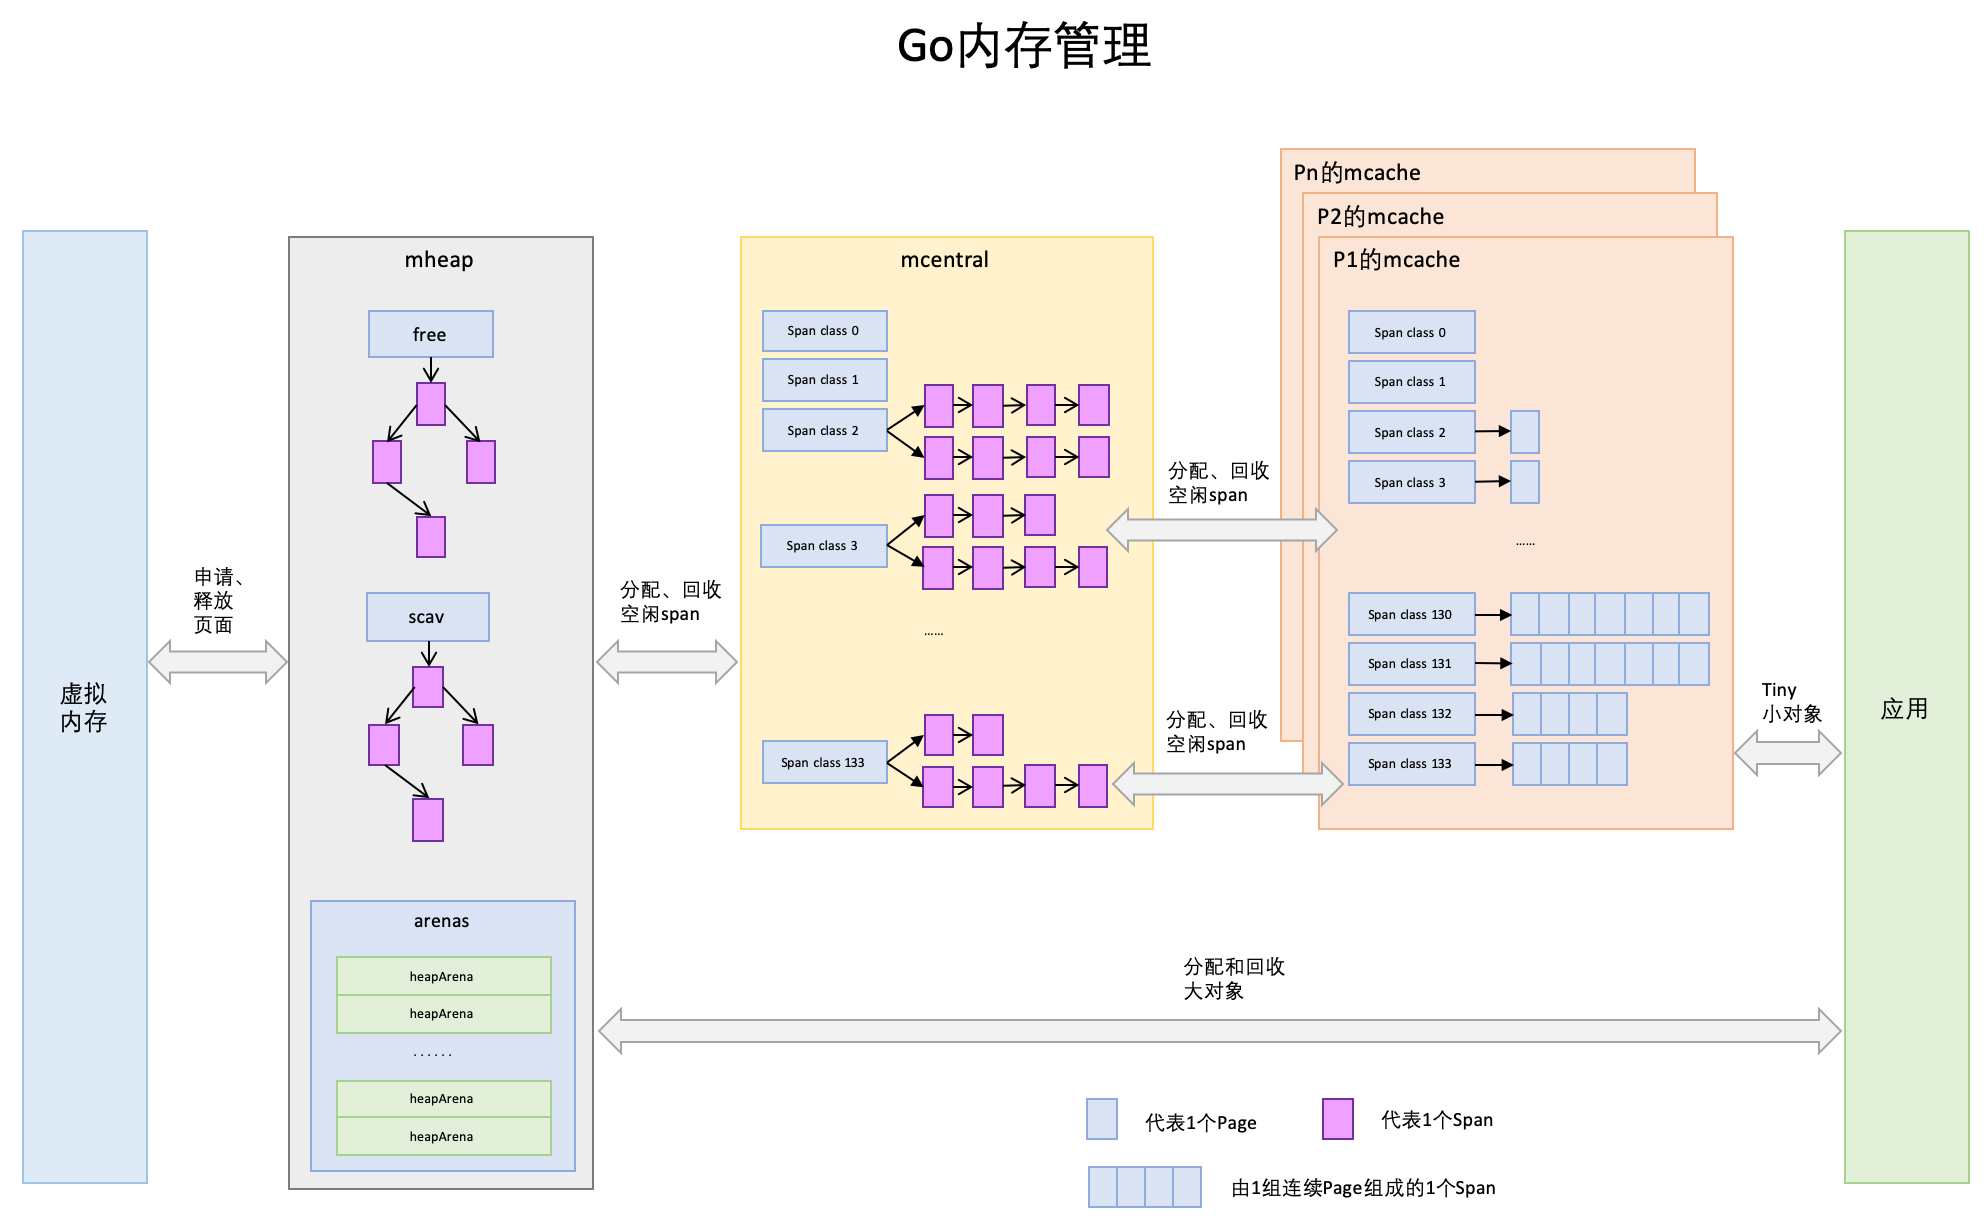 Go内存管理
虚拟
内存
申请、
释放
页面
mheap
free
scav
arenas
heapArena
heapArena
......
heapArena
heapArena
分配、回收
空闲span
mcentral
Span class 0
Span class 1
Span class 2
Span class 3
......
Span class 133
分配、回收
空闲span
分配、回收
空闲span
Pn的mcache
P2的mcache
P1的mcache
Span class 0
Span class 1
Span class 2
Span class 3
......
Span class 130
Span class 131
Span class 132
Span class 133
Tiny
小对象
应用
分配和回收
大对象
代表1个Page
代表1个Span
由1组连续Page组成的1个Span